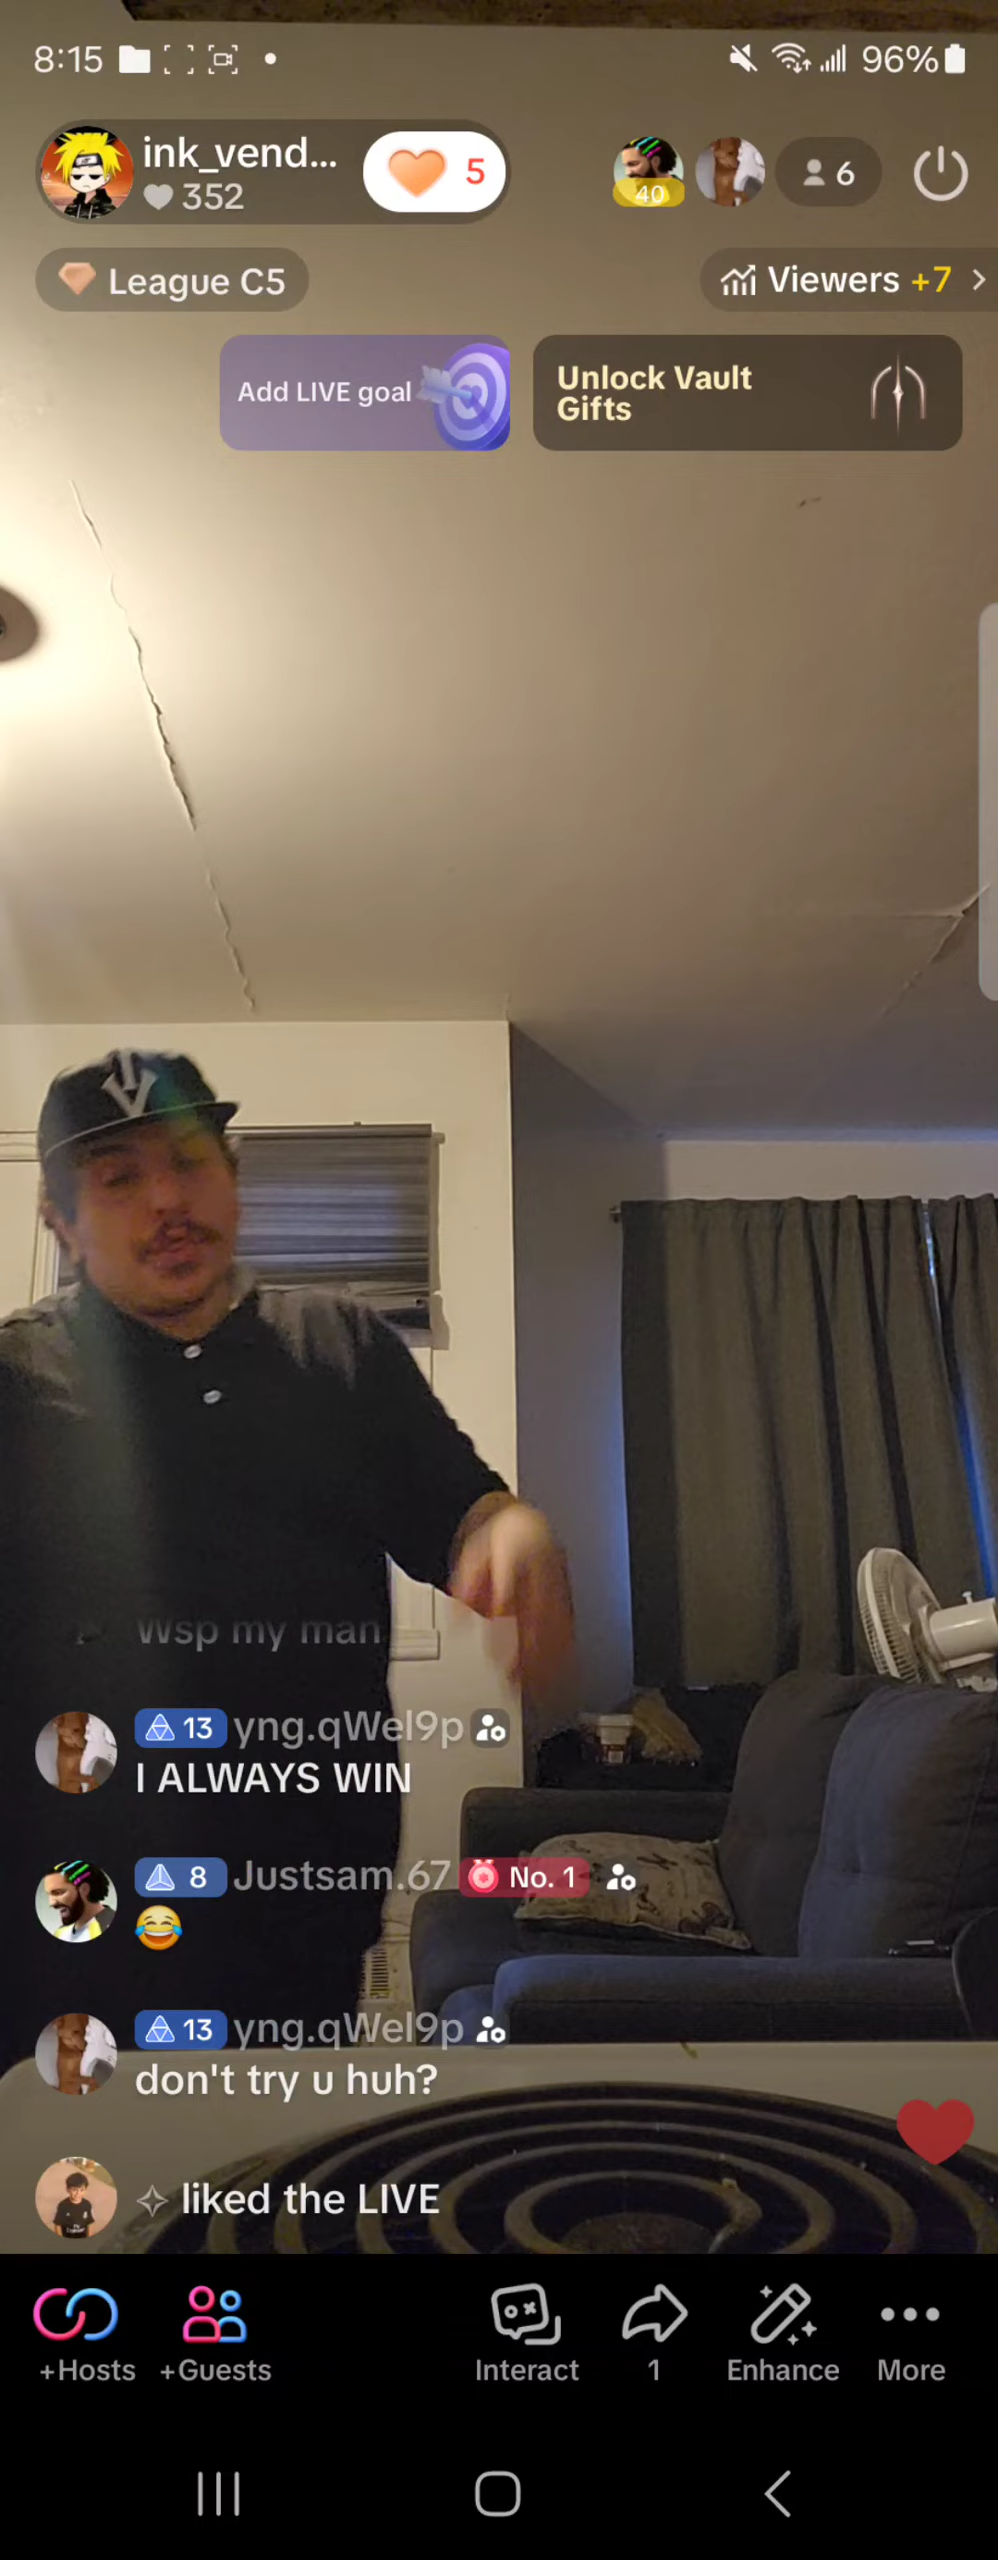 8:15
96%
ink_vend...
352
5
40
6
League C5
Viewers +7 >
Add LIVE goal
Unlock Vault
Gifts
Wsp my man
13 yng.qWel9p
I ALWAYS WIN
8 Justsam.67 No. 1
😂
13 yng.qWel9p
don't try u huh?
liked the LIVE
+Hosts
+Guests
Interact
1
Enhance
More